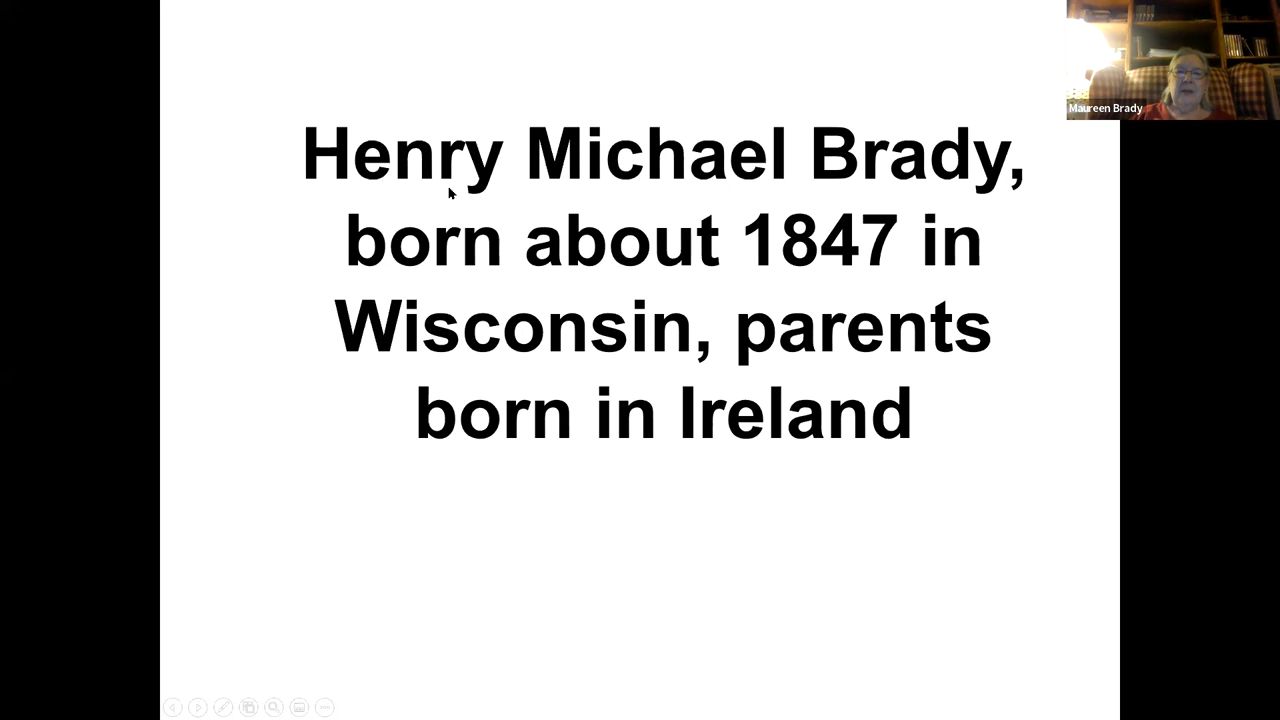 Henry Michael Brady,
born about 1847 in
Wisconsin, parents
born in Ireland
Maureen Brady